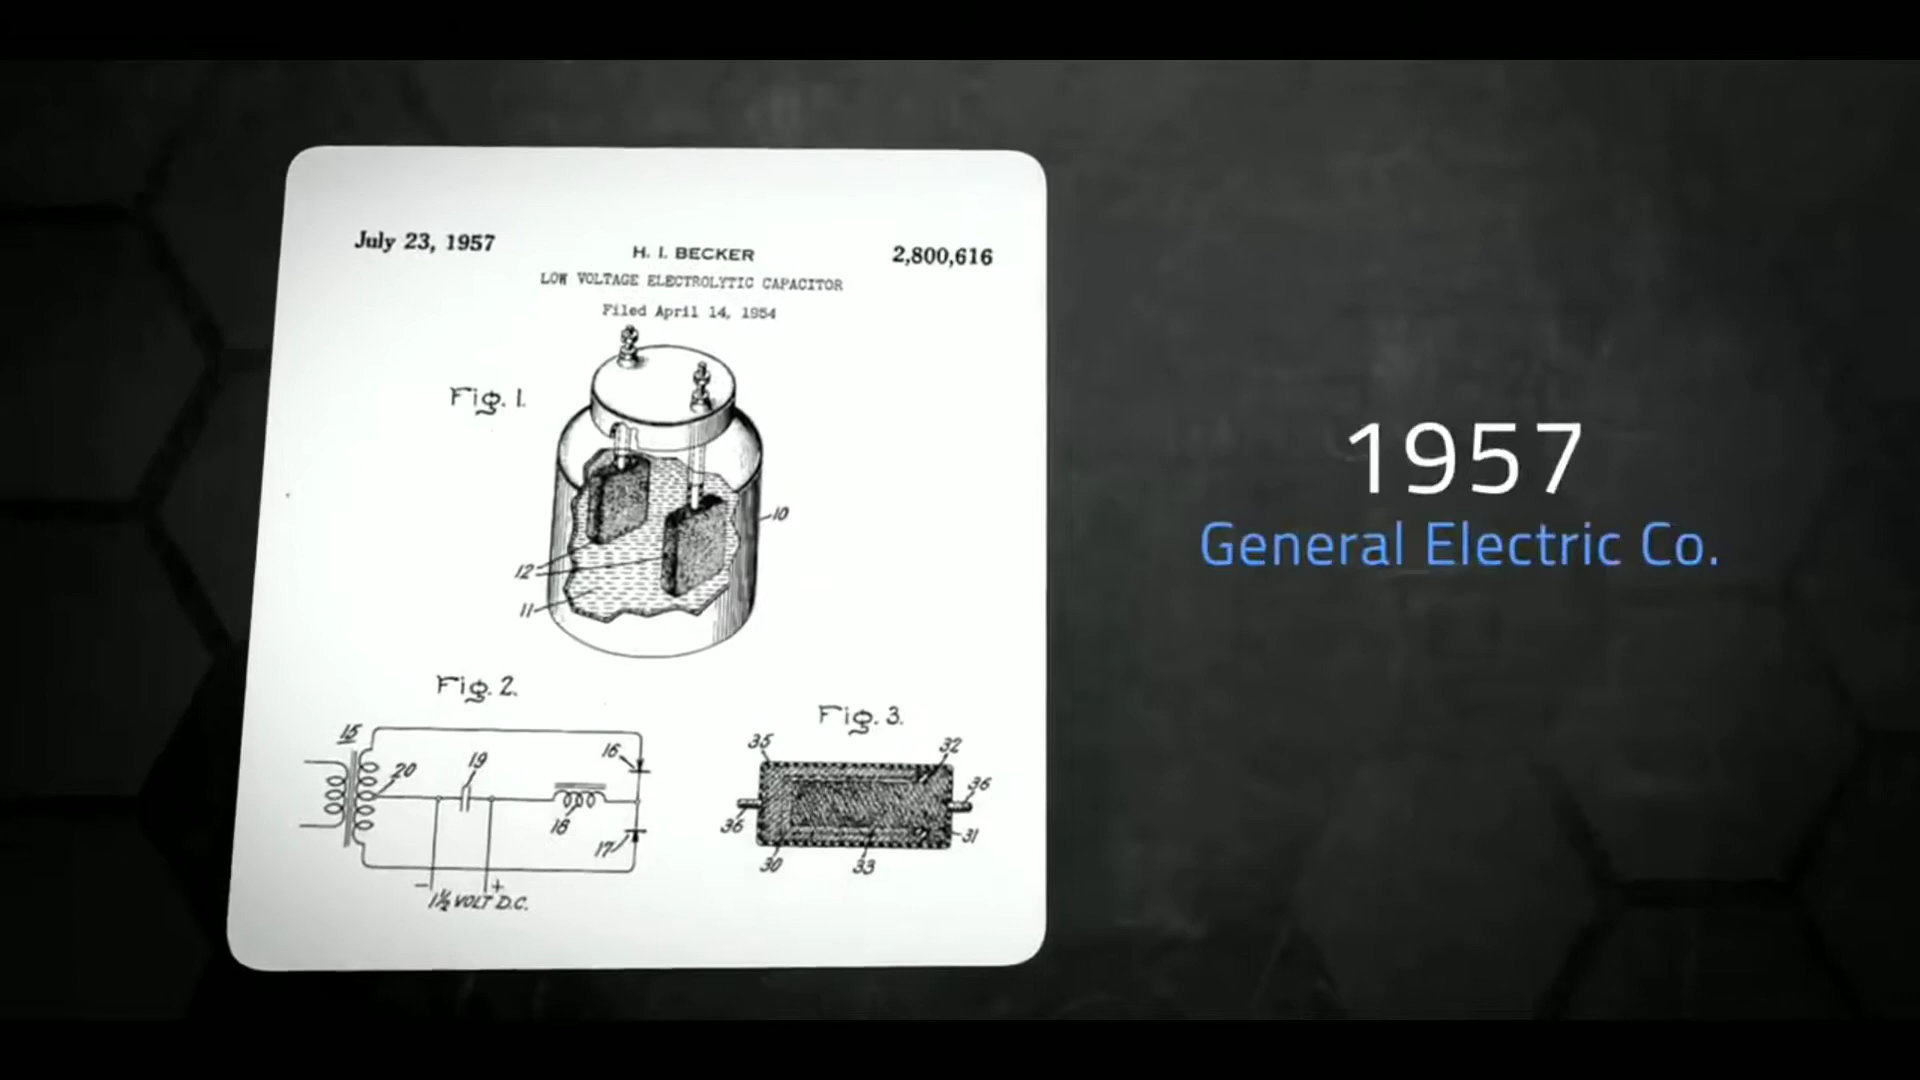 July 23, 1957
H. I. BECKER
2,800,616
LOW VOLTAGE ELECTROLYTIC CAPACITOR
Filed April 14, 1954
Fig. 1.
10
12
11
Fig. 2.
15
20
19
16
18
17
- +
1½ VOLT D.C.
Fig. 3.
35
32
36
36
31
30
33
1957
General Electric Co.